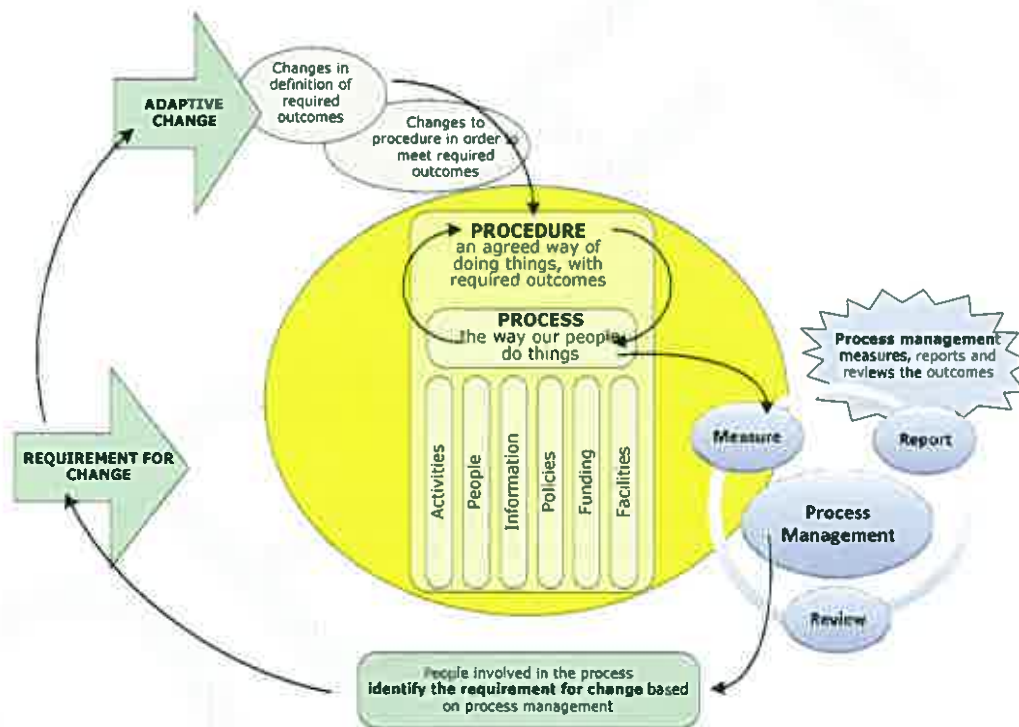 Changes in
definition of
required
outcomes
ADAPTIVE
CHANGE
Changes to
procedure in order to
meet required
outcomes
PROCEDURE
an agreed way of
doing things, with
required outcomes
PROCESS
the way our people
do things
Process management
measures, reports and
reviews the outcomes
Measure
Report
REQUIREMENT FOR
CHANGE
Activities
People
Information
Policies
Funding
Facilities
Process
Management
Review
People involved in the process
identify the requirement for change based
on process management